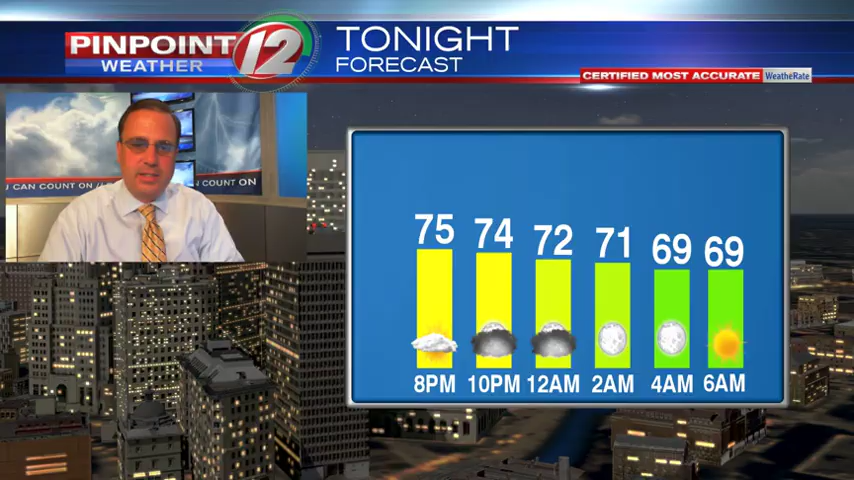 PINPOINT
WEATHER
12
TONIGHT
FORECAST
CERTIFIED MOST ACCURATE WeatheRate
CAN COUNT ON
COUNT ON
75 74 72 71 69 69
8PM 10PM 12AM 2AM 4AM 6AM